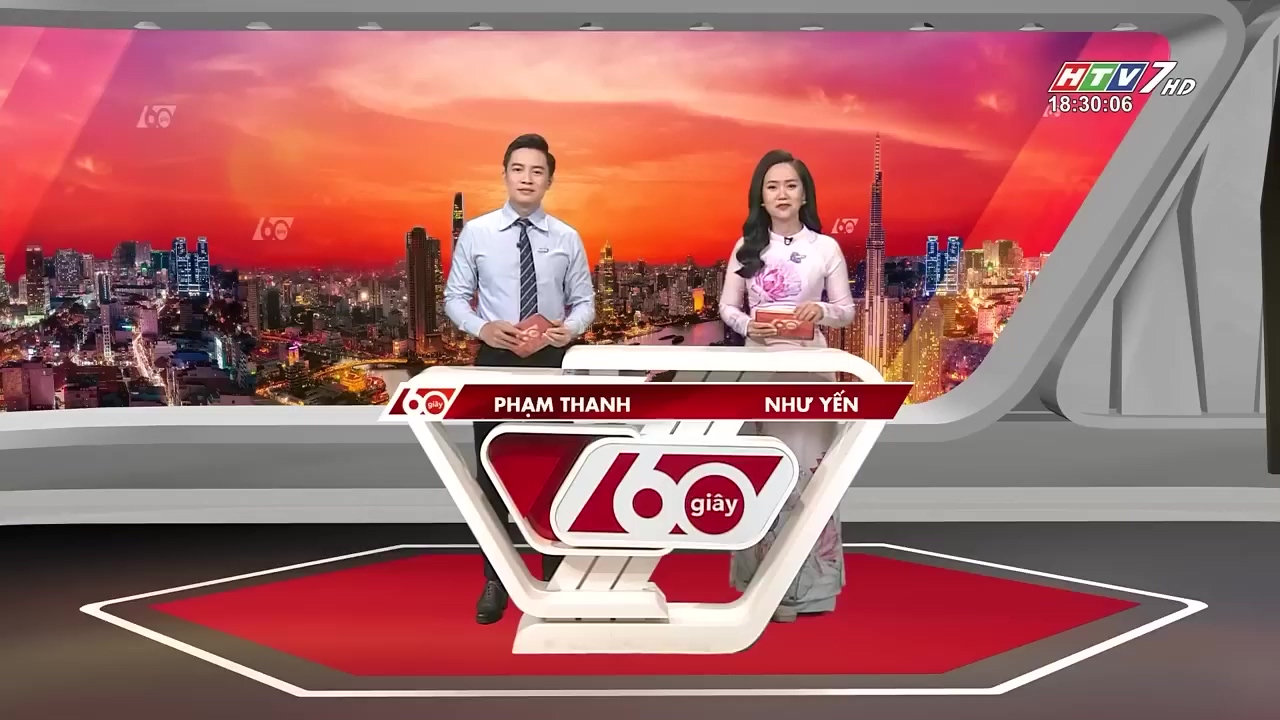 HTV7 HD
18:30:06
60 giây
PHẠM THANH
NHƯ YẾN
60 giây